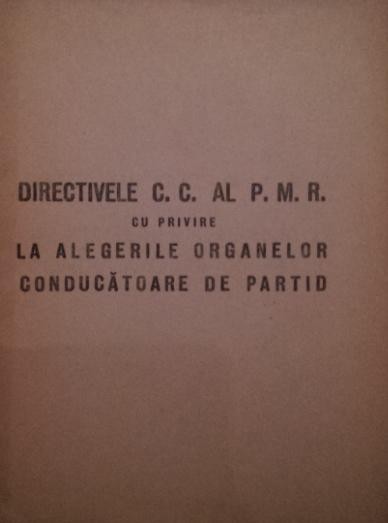 DIRECTIVELE C. C. AL P. M. R.
CU PRIVIRE
LA ALEGERILE ORGANELOR
CONDUCĂTOARE DE PARTID